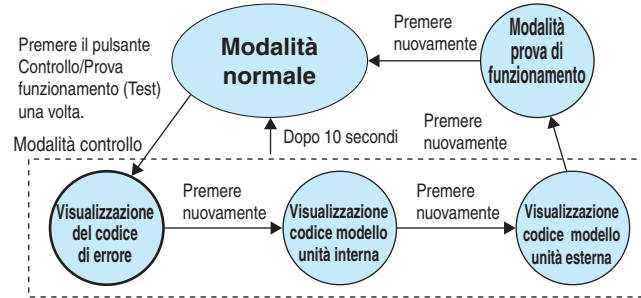 Premere il pulsante
Controllo/Prova
funzionamento (Test)
una volta.
Modalità
normale
Premere
nuovamente
Modalità
prova di
funzionamento
Modalità controllo
Dopo 10 secondi
Premere
nuovamente
Visualizzazione
del codice
di errore
Premere
nuovamente
Visualizzazione
codice modello
unità interna
Premere
nuovamente
Visualizzazione
codice modello
unità esterna